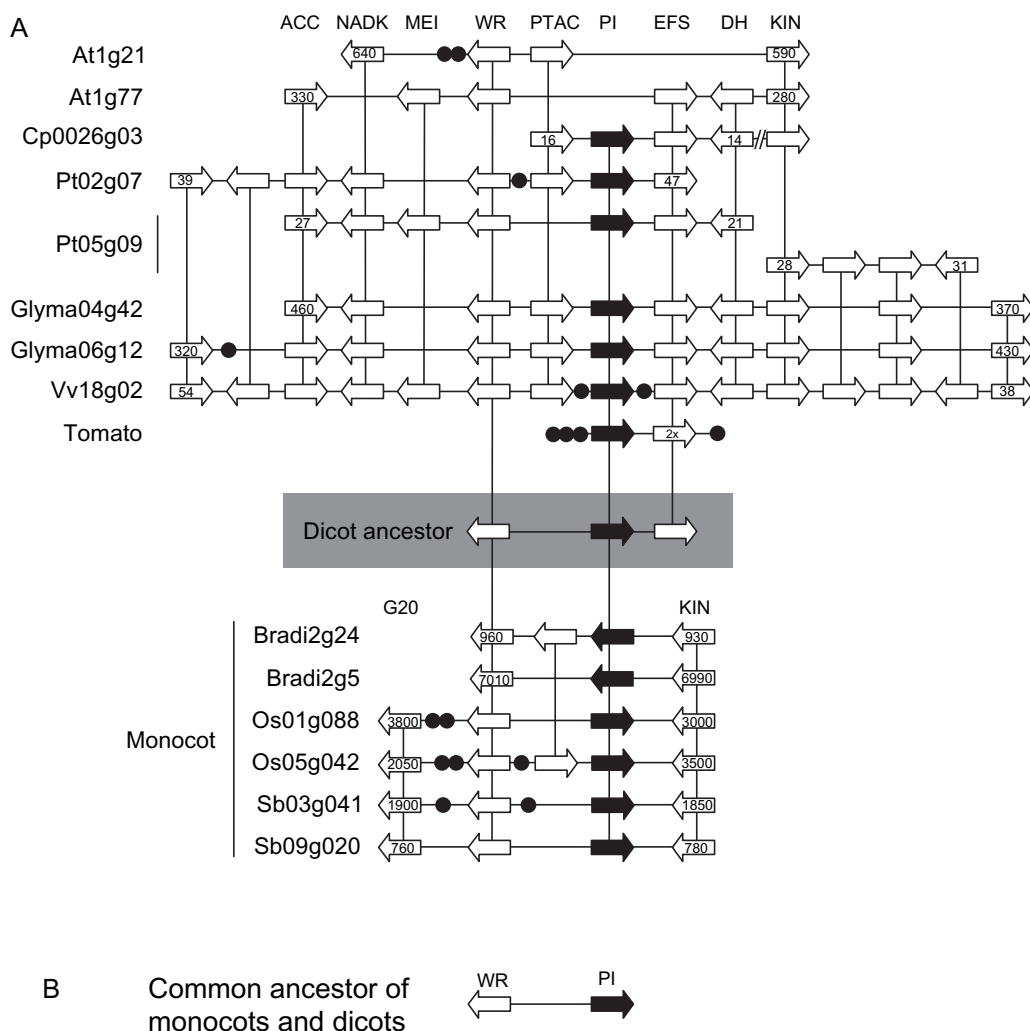 A
ACC NADK MEI WR PTAC PI EFS DH KIN
At1g21 640 590
At1g77 330 280
Cp0026g03 16 14 //
Pt02g07 39 47
Pt05g09 27 21
28 31
Glyma04g42 460 370
Glyma06g12 320 430
Vv18g02 54 38
Tomato 2x
Dicot ancestor
G20 KIN
Bradi2g24 960 930
Bradi2g5 7010 6990
Os01g088 3800 3000
Monocot
Os05g042 2050 3500
Sb03g041 1900 1850
Sb09g020 760 780
B
Common ancestor of
monocots and dicots
WR PI